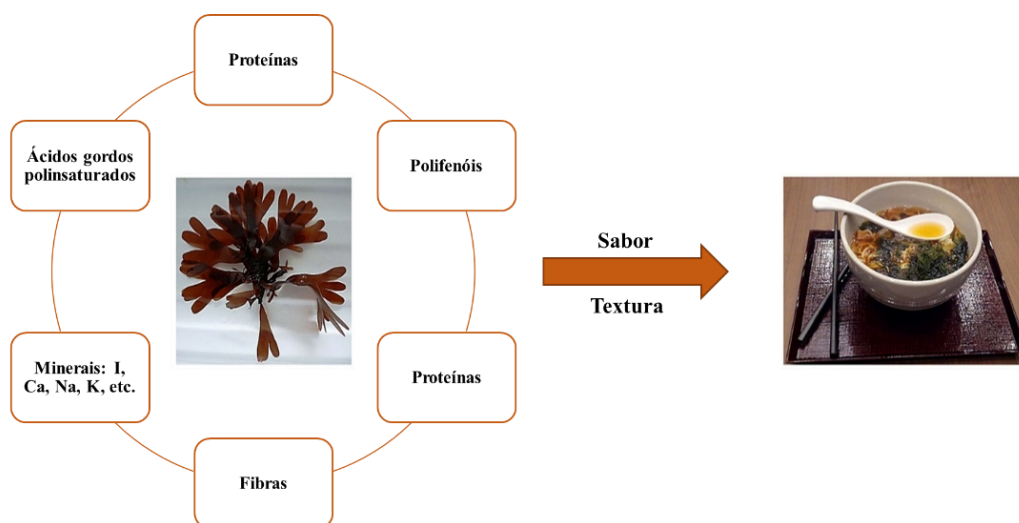 Proteínas
Polifenóis
Proteínas
Fibras
Minerais: I,
Ca, Na, K, etc.
Ácidos gordos
polinsaturados
Sabor
Textura